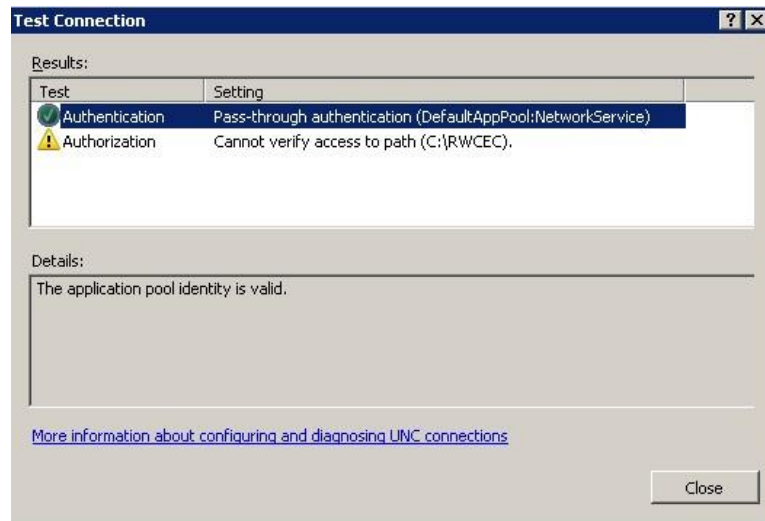 Test Connection
Results:
Test Setting
Authentication Pass-through authentication (DefaultAppPool:NetworkService)
Authorization Cannot verify access to path (C:\RWCEC).
Details:
The application pool identity is valid.
More information about configuring and diagnosing UNC connections
Close